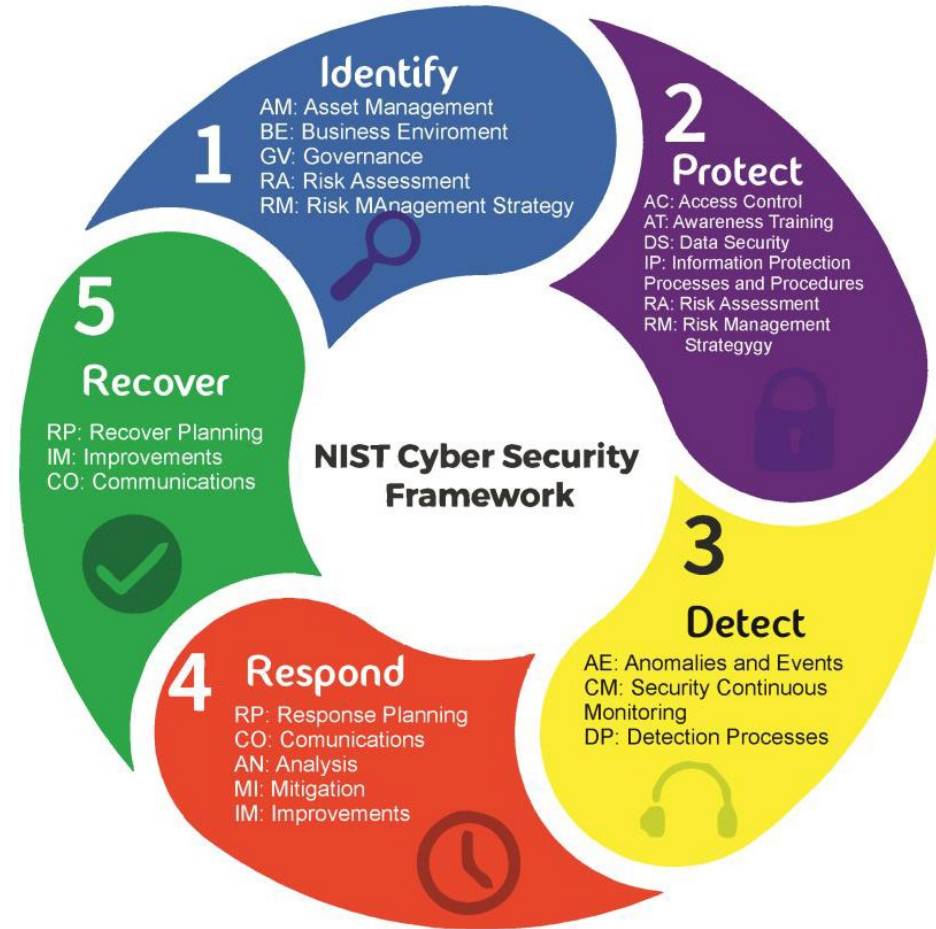 1
Identify
AM: Asset Management
BE: Business Enviroment
GV: Governance
RA: Risk Assessment
RM: Risk MAnagement Strategy
2
Protect
AC: Access Control
AT: Awareness Training
DS: Data Security
IP: Information Protection
Processes and Procedures
RA: Risk Assessment
RM: Risk Management
Strategygy
3
Detect
AE: Anomalies and Events
CM: Security Continuous
Monitoring
DP: Detection Processes
4
Respond
RP: Response Planning
CO: Comunications
AN: Analysis
MI: Mitigation
IM: Improvements
5
Recover
RP: Recover Planning
IM: Improvements
CO: Communications
NIST Cyber Security
Framework